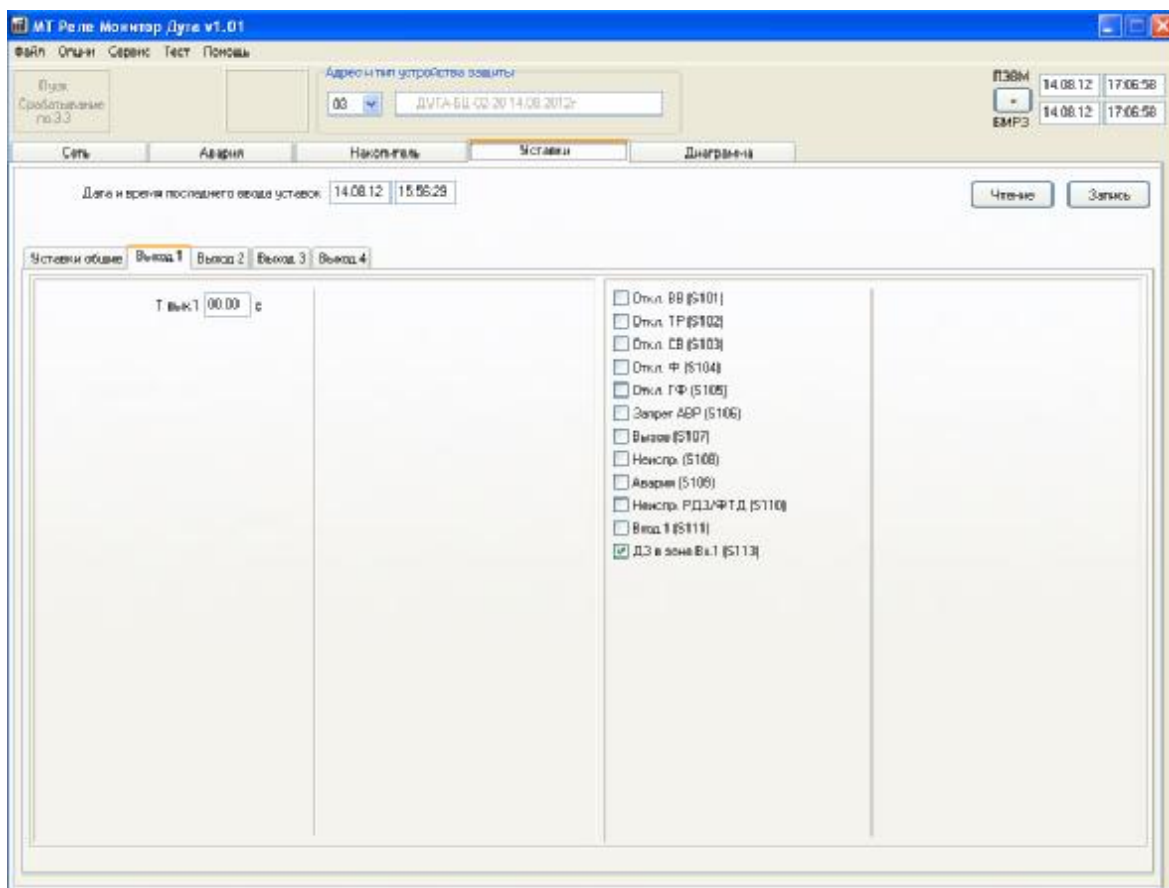 МТ Реле Монитор Дуга v1.01
Файл Опции Сервис Тест Помощь
Пуск
Срабатывание
по.3.3
Адрес и тип устройства защиты
03 ДУГА-БЦ-02-20 14.08.2012г
ПЭВМ 14.08.12 17:06:58
БМРЗ 14.08.12 17:06:58
Сеть Авария Накопитель Уставки Диаграмма
Дата и время последнего ввода уставок 14.08.12 15:56:29 Чтение Запись
Уставки общие Выход 1 Выход 2 Выход 3 Выход 4
Т вык.1 00.00 с
Откл. ВВ (S101)
Откл. ТР (S102)
Откл. СВ (S103)
Откл. Ф (S104)
Откл. ГФ (S105)
Запрет АВР (S106)
Вызов (S107)
Неиспр. (S108)
Авария (S109)
Неиспр. РДЗ/ФТД (S110)
Вход 1 (S111)
ДЗ в зоне Вх.1 (S113)